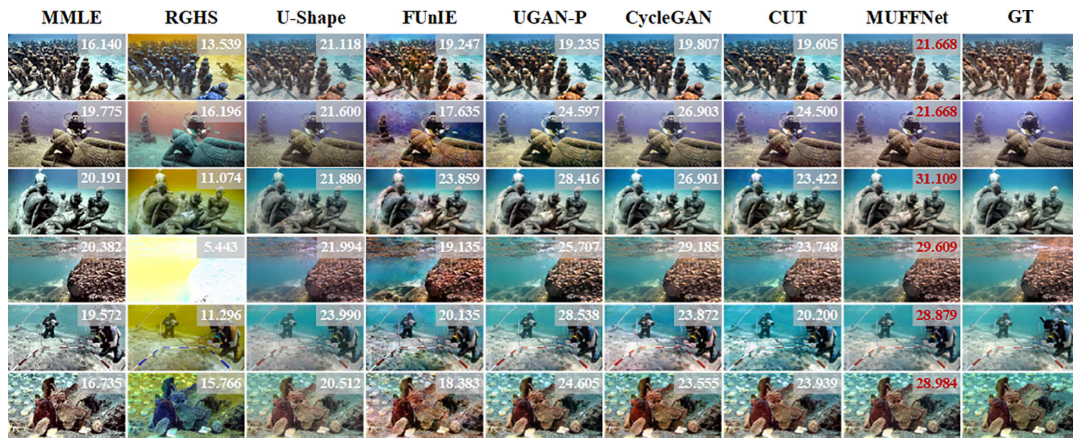 MMLE RGHS U-Shape FUnIE UGAN-P CycleGAN CUT MUFFNet GT
16.140 13.539 21.118 19.247 19.235 19.807 19.605 21.668
19.775 16.196 21.600 17.635 24.597 26.903 24.500 21.668
20.191 11.074 21.880 23.859 28.416 26.901 23.422 31.109
20.382 5.443 21.994 19.135 25.707 29.185 23.748 29.609
19.572 11.296 23.990 20.135 28.538 23.872 20.200 28.879
16.735 15.766 20.512 18.383 24.605 23.555 23.939 28.984